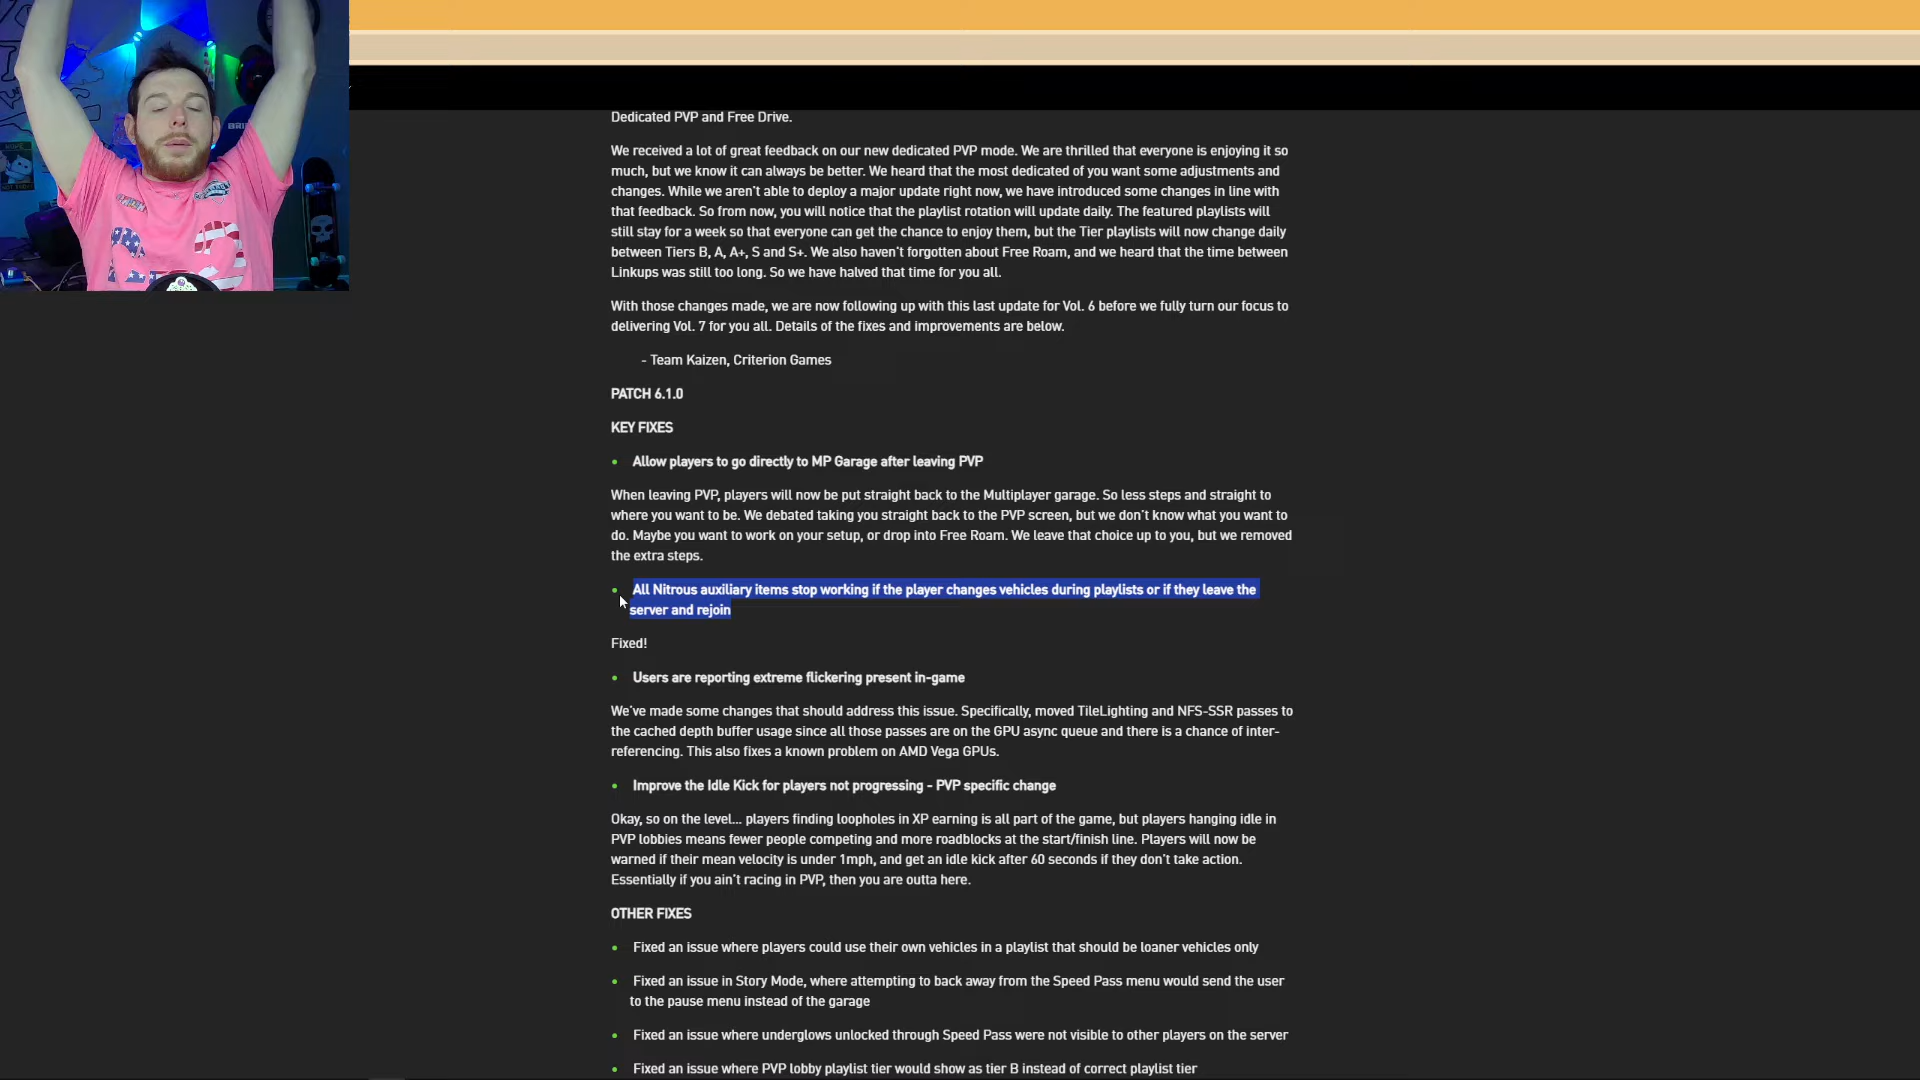 BRID
Dedicated PVP and Free Drive.
We received a lot of great feedback on our new dedicated PVP mode. We are thrilled that everyone is enjoying it so
much, but we know it can always be better. We heard that the most dedicated of you want some adjustments and
changes. While we aren't able to deploy a major update right now, we have introduced some changes in line with
that feedback. So from now, you will notice that the playlist rotation will update daily. The featured playlists will
still stay for a week so that everyone can get the chance to enjoy them, but the Tier playlists will now change daily
between Tiers B, A, A+, S and S+. We also haven't forgotten about Free Roam, and we heard that the time between
Linkups was still too long. So we have halved that time for you all.
With those changes made, we are now following up with this last update for Vol. 6 before we fully turn our focus to
delivering Vol. 7 for you all. Details of the fixes and improvements are below.
- Team Kaizen, Criterion Games
PATCH 6.1.0
KEY FIXES
• Allow players to go directly to MP Garage after leaving PVP
When leaving PVP, players will now be put straight back to the Multiplayer garage. So less steps and straight to
where you want to be. We debated taking you straight back to the PVP screen, but we don't know what you want to
do. Maybe you want to work on your setup, or drop into Free Roam. We leave that choice up to you, but we removed
the extra steps.
• All Nitrous auxiliary items stop working if the player changes vehicles during playlists or if they leave the
server and rejoin
Fixed!
• Users are reporting extreme flickering present in-game
We've made some changes that should address this issue. Specifically, moved TileLighting and NFS-SSR passes to
the cached depth buffer usage since all those passes are on the GPU async queue and there is a chance of inter-
referencing. This also fixes a known problem on AMD Vega GPUs.
• Improve the Idle Kick for players not progressing - PVP specific change
Okay, so on the level... players finding loopholes in XP earning is all part of the game, but players hanging idle in
PVP lobbies means fewer people competing and more roadblocks at the start/finish line. Players will now be
warned if their mean velocity is under 1mph, and get an idle kick after 60 seconds if they don't take action.
Essentially if you ain't racing in PVP, then you are outta here.
OTHER FIXES
• Fixed an issue where players could use their own vehicles in a playlist that should be loaner vehicles only
• Fixed an issue in Story Mode, where attempting to back away from the Speed Pass menu would send the user
to the pause menu instead of the garage
• Fixed an issue where underglows unlocked through Speed Pass were not visible to other players on the server
• Fixed an issue where PVP lobby playlist tier would show as tier B instead of correct playlist tier